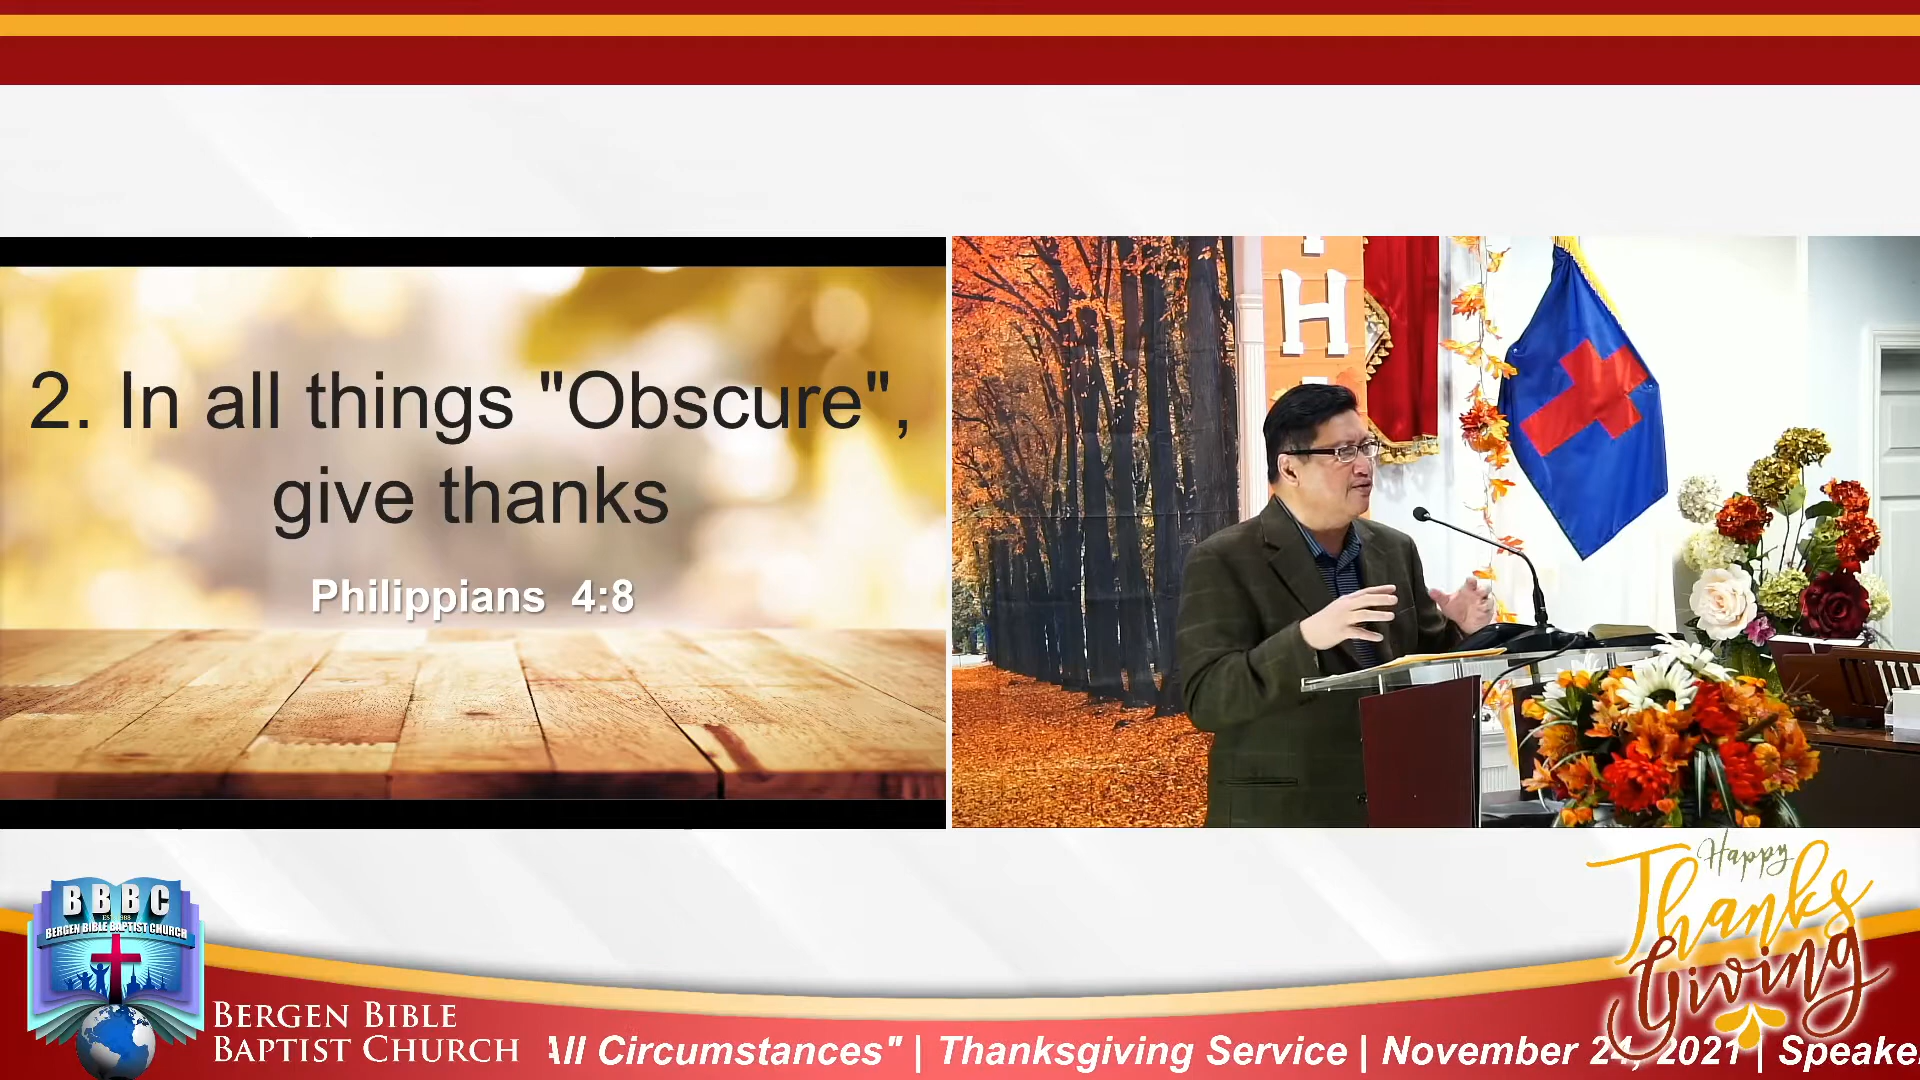 2. In all things "Obscure",
give thanks
Philippians 4:8
H
Happy
Thanks
Giving
BBBC
BERGEN BIBLE BAPTIST CHURCH
BERGEN BIBLE
BAPTIST CHURCH
All Circumstances" | Thanksgiving Service | November 24, 2021 | Speake